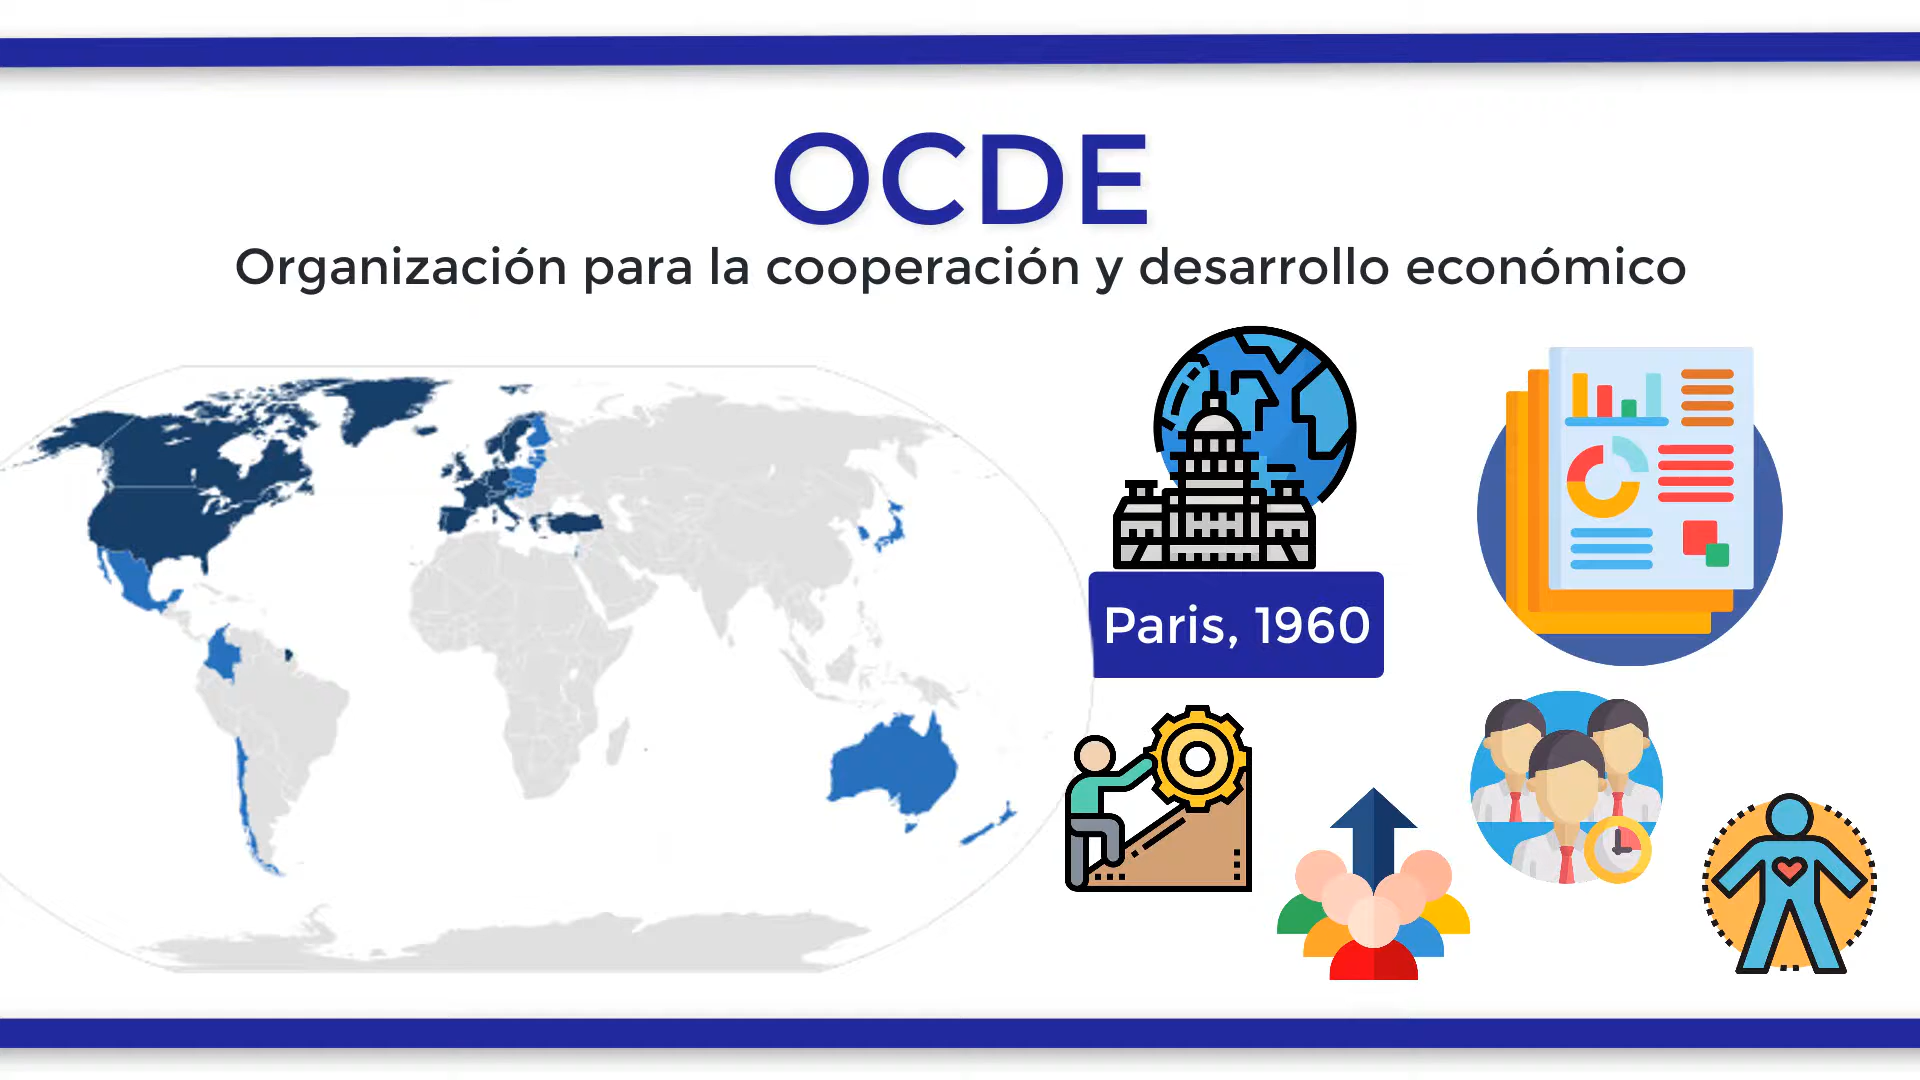 OCDE
Organización para la cooperación y desarrollo económico
Paris, 1960